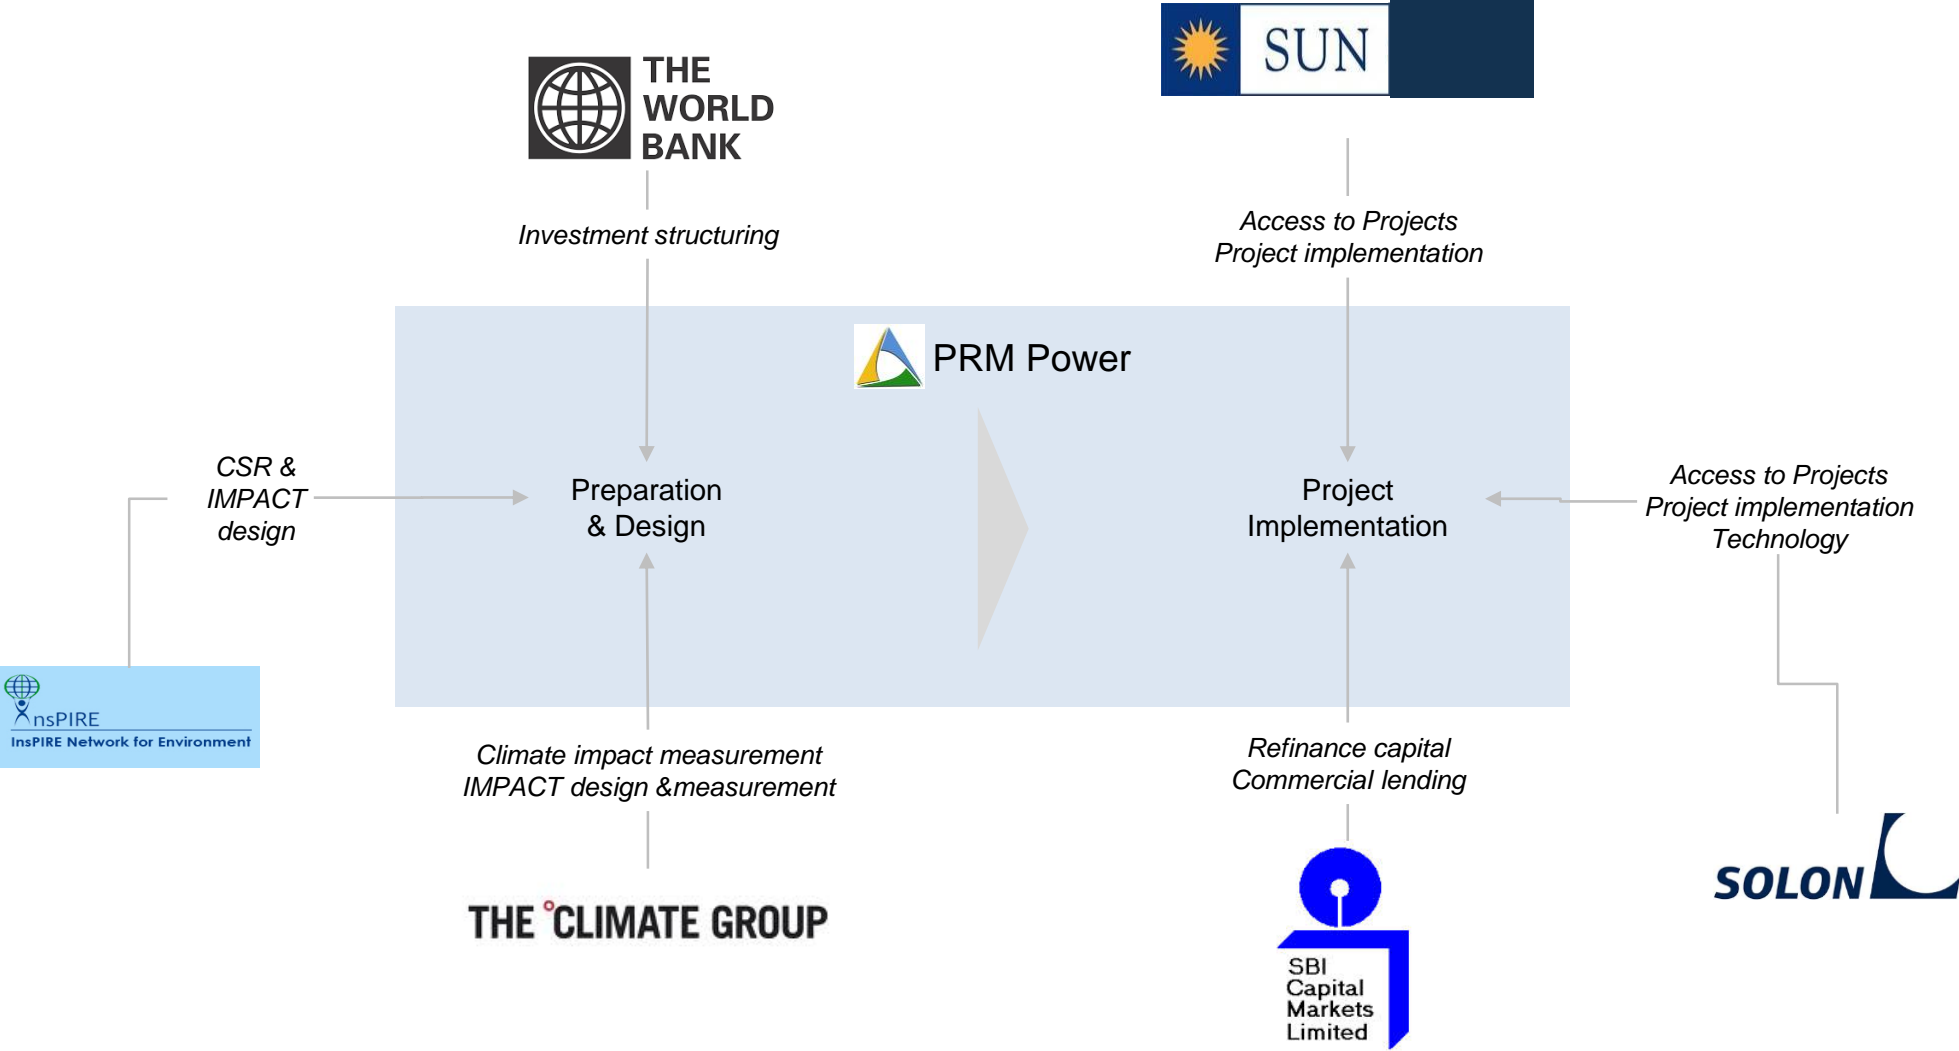 THE
WORLD
BANK
SUN
Investment structuring
Access to Projects
Project implementation
PRM Power
CSR &
IMPACT
design
Preparation
& Design
Project
Implementation
Access to Projects
Project implementation
Technology
nsPIRE
InsPIRE Network for Environment
Climate impact measurement
IMPACT design &measurement
Refinance capital
Commercial lending
THE °CLIMATE GROUP
SOLON
SBI
Capital
Markets
Limited